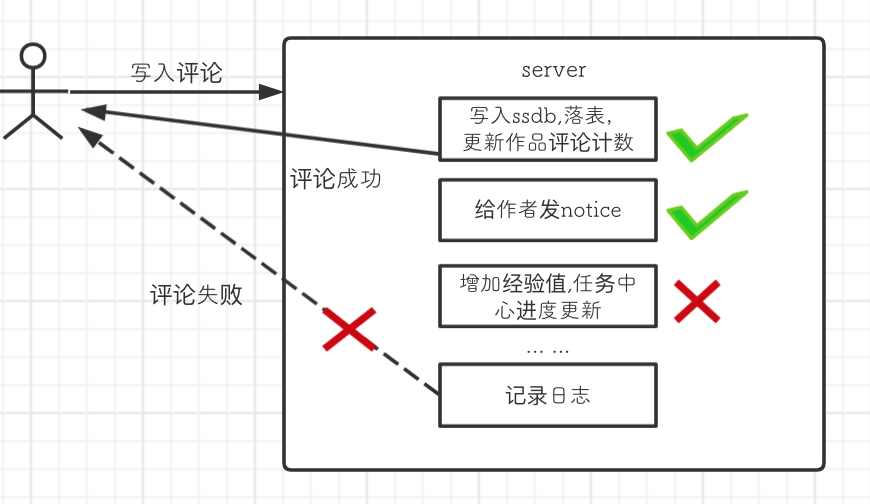 写入评论
server
写入ssdb,落表,
更新作品评论计数
评论成功
给作者发notice
评论失败
增加经验值,任务中
心进度更新
... ...
记录日志